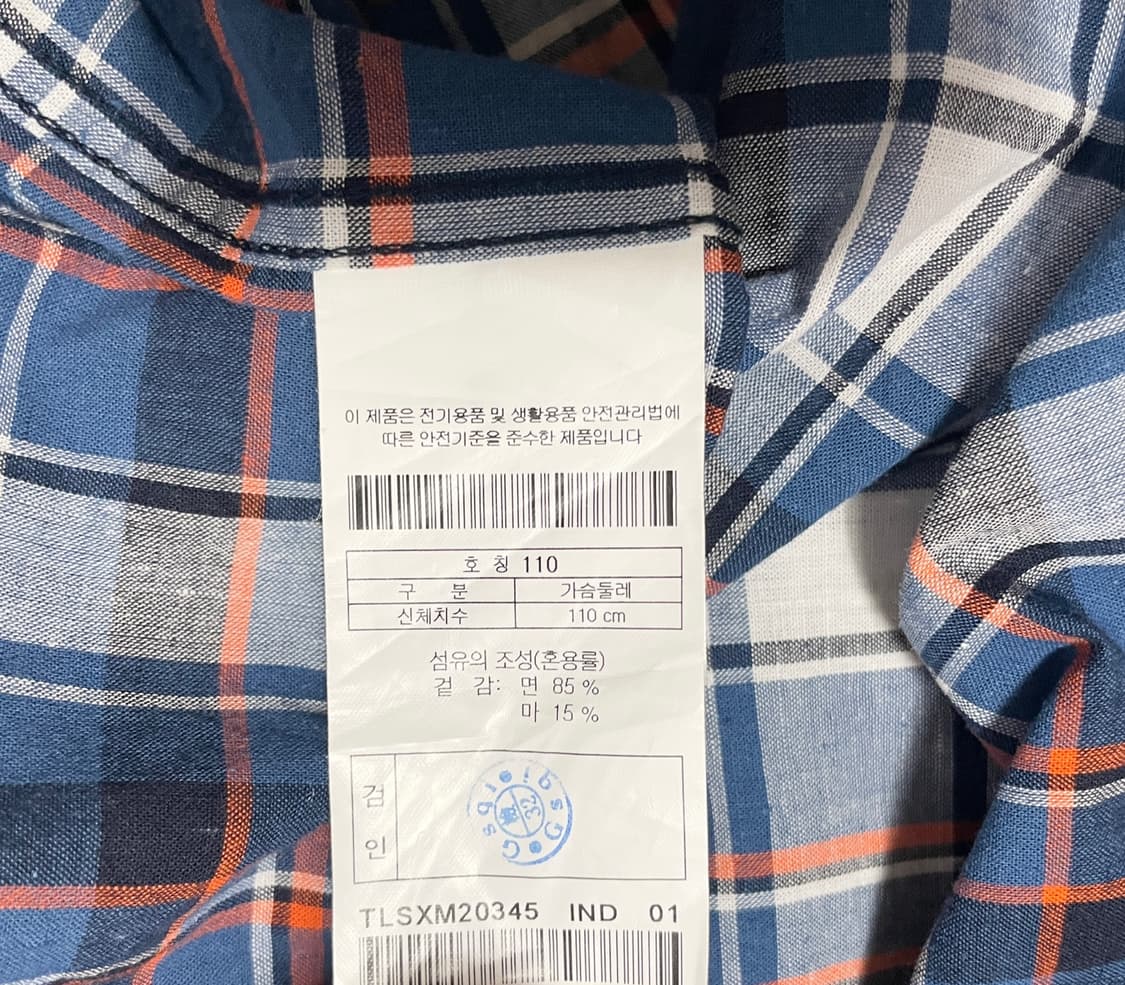 이 제품은 전기용품 및 생활용품 안전관리법에
따른 안전기준을 준수한 제품입니다
호 칭 110
구 분 가슴둘레
신체치수 110 cm
섬유의 조성(혼용률)
겉 감: 면 85 %
마 15 %
검
인
Gsgi Gsgi
32
TLSXM20345 IND 01